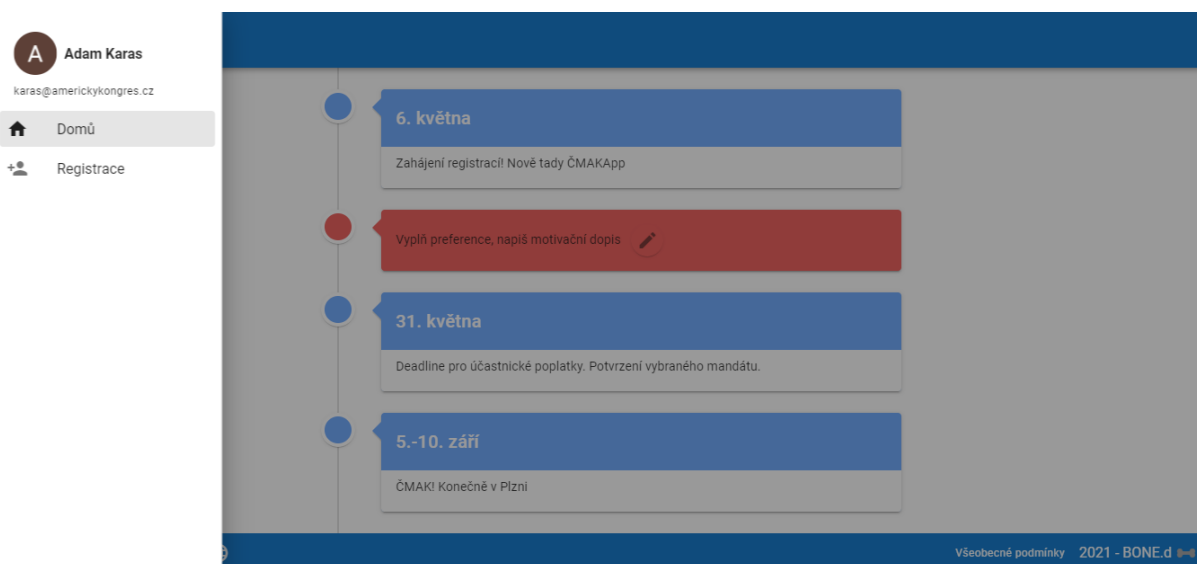 A
Adam Karas
karas@americkykongres.cz
Domů
Registrace
6. května
Zahájení registrací! Nově tady ČMAKApp
Vyplň preference, napiš motivační dopis
31. května
Deadline pro účastnické poplatky. Potvrzení vybraného mandátu.
5.-10. září
ČMAK! Konečně v Plzni
Všeobecné podmínky
2021 - BONE.d